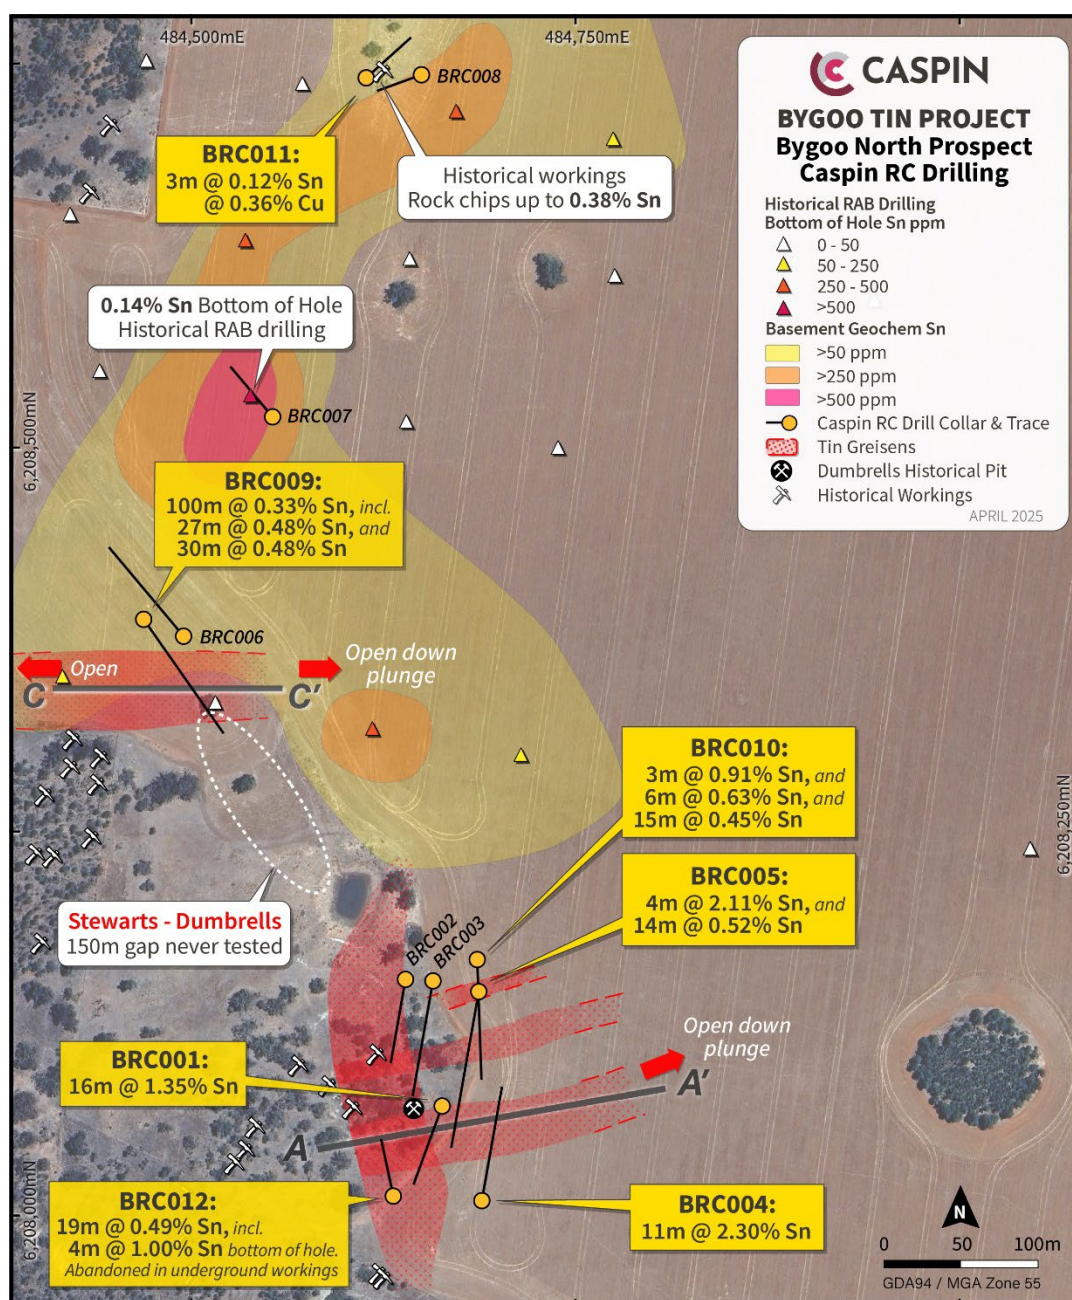 484,500mE
484,750mE
CASPIN
BYGOO TIN PROJECT
Bygoo North Prospect
Caspin RC Drilling
Historical RAB Drilling
Bottom of Hole Sn ppm
0 - 50
50 - 250
250 - 500
>500
Basement Geochem Sn
>50 ppm
>250 ppm
>500 ppm
Caspin RC Drill Collar & Trace
Tin Greisens
Dumbrells Historical Pit
Historical Workings
APRIL 2025
BRC008
BRC011:
3m @ 0.12% Sn
@ 0.36% Cu
Historical workings
Rock chips up to 0.38% Sn
0.14% Sn Bottom of Hole
Historical RAB drilling
BRC007
6,208,500mN
BRC009:
100m @ 0.33% Sn, incl.
27m @ 0.48% Sn, and
30m @ 0.48% Sn
BRC006
Open
C
C'
Open down
plunge
BRC010:
3m @ 0.91% Sn, and
6m @ 0.63% Sn, and
15m @ 0.45% Sn
6,208,250mN
BRC005:
4m @ 2.11% Sn, and
14m @ 0.52% Sn
Stewarts - Dumbrells
150m gap never tested
BRC002
BRC003
Open down
plunge
BRC001:
16m @ 1.35% Sn
A
A'
BRC012:
19m @ 0.49% Sn, incl.
4m @ 1.00% Sn bottom of hole.
Abandoned in underground workings
BRC004:
11m @ 2.30% Sn
6,208,000mN
N
0 50 100m
GDA94 / MGA Zone 55